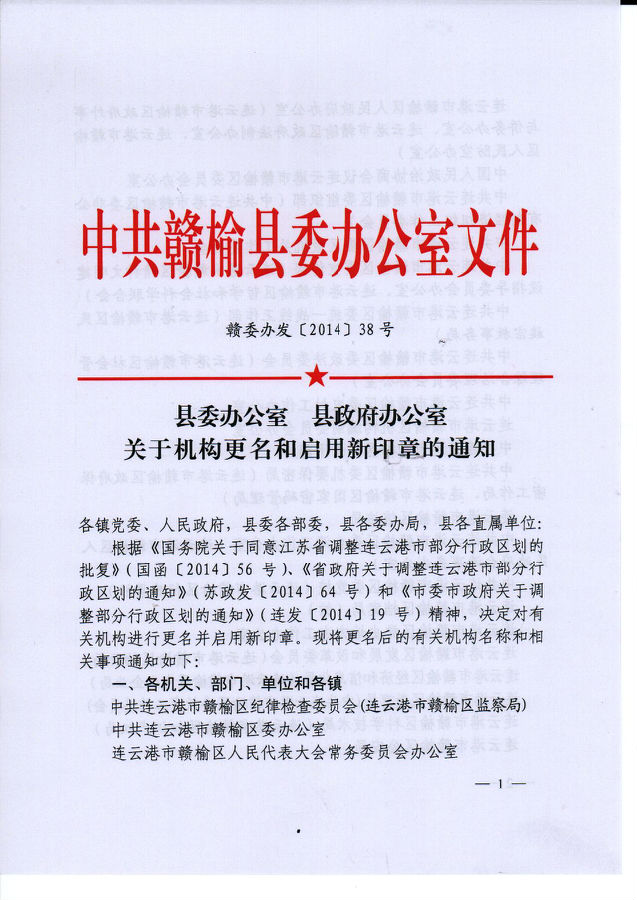 中共赣榆县委办公室文件
赣委办发〔2014〕38号
县委办公室 县政府办公室
关于机构更名和启用新印章的通知
各镇党委、人民政府，县委各部委，县各委办局，县各直属单位：
根据《国务院关于同意江苏省调整连云港市部分行政区划的
批复》(国函〔2014〕56号)、《省政府关于调整连云港市部分行
政区划的通知》(苏政发〔2014〕64号)和《市委市政府关于调
整部分行政区划的通知》(连发〔2014〕19号)精神，决定对有
关机构进行更名并启用新印章。现将更名后的有关机构名称和相
关事项通知如下：
一、各机关、部门、单位和各镇
中共连云港市赣榆区纪律检查委员会(连云港市赣榆区监察局)
中共连云港市赣榆区委办公室
连云港市赣榆区人民代表大会常务委员会办公室
— 1 —